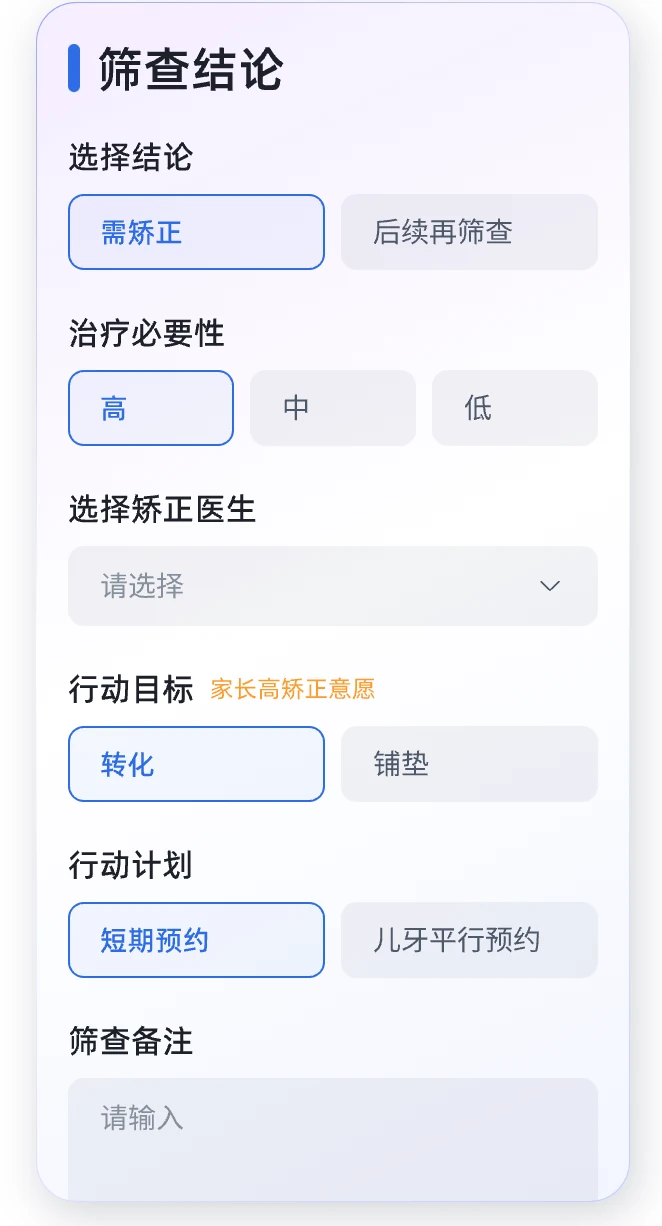 筛查结论
选择结论
需矫正 后续再筛查
治疗必要性
高 中 低
选择矫正医生
请选择
行动目标 家长高矫正意愿
转化 铺垫
行动计划
短期预约 儿牙平行预约
筛查备注
请输入